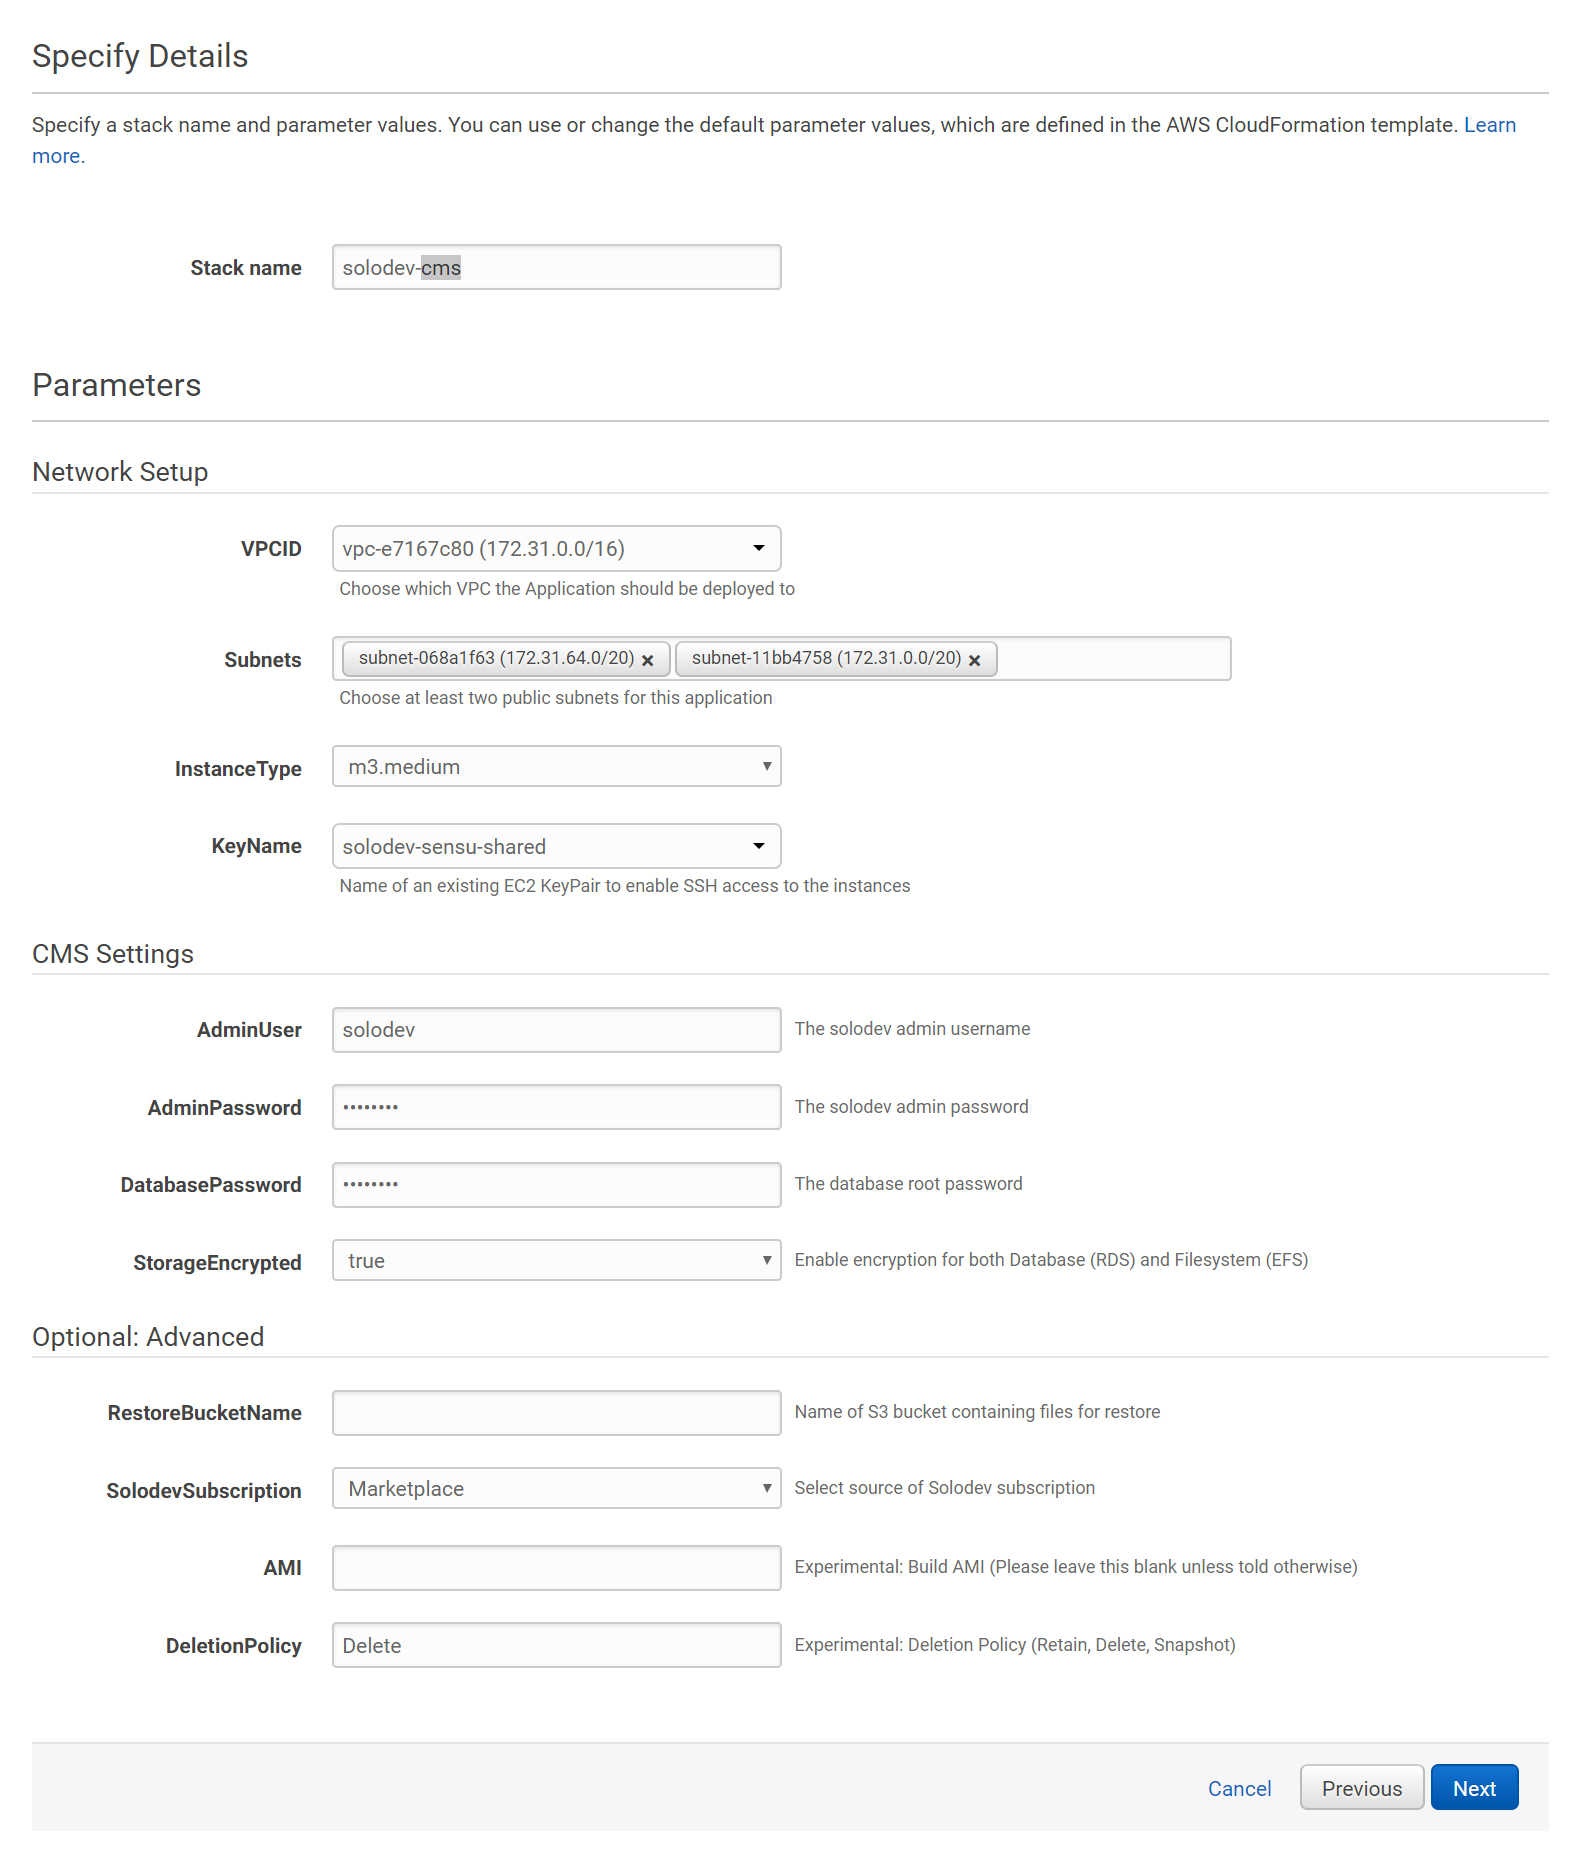 Specify Details
Specify a stack name and parameter values. You can use or change the default parameter values, which are defined in the AWS CloudFormation template. Learn
more.
Stack name solodev-cms
Parameters
Network Setup
VPCID vpc-e7167c80 (172.31.0.0/16)
Choose which VPC the Application should be deployed to
Subnets subnet-068a1f63 (172.31.64.0/20) × subnet-11bb4758 (172.31.0.0/20) ×
Choose at least two public subnets for this application
InstanceType m3.medium
KeyName solodev-sensu-shared
Name of an existing EC2 KeyPair to enable SSH access to the instances
CMS Settings
AdminUser solodev The solodev admin username
AdminPassword •••••••• The solodev admin password
DatabasePassword •••••••• The database root password
StorageEncrypted true Enable encryption for both Database (RDS) and Filesystem (EFS)
Optional: Advanced
RestoreBucketName Name of S3 bucket containing files for restore
SolodevSubscription Marketplace Select source of Solodev subscription
AMI Experimental: Build AMI (Please leave this blank unless told otherwise)
DeletionPolicy Delete Experimental: Deletion Policy (Retain, Delete, Snapshot)
Cancel Previous Next